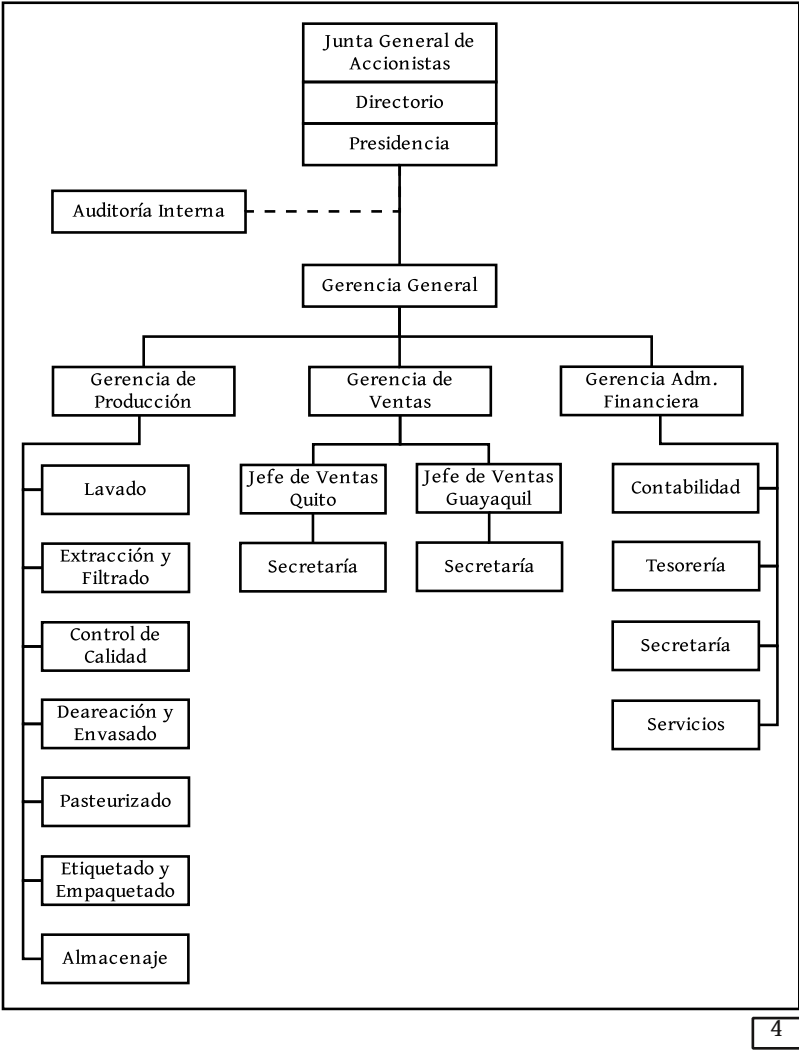 Junta General de
Accionistas
Directorio
Presidencia
Auditoría Interna
Gerencia General
Gerencia de
Producción
Gerencia de
Ventas
Gerencia Adm.
Financiera
Lavado
Extracción y
Filtrado
Control de
Calidad
Deareación y
Envasado
Pasteurizado
Etiquetado y
Empaquetado
Almacenaje
Jefe de Ventas
Quito
Secretaría
Jefe de Ventas
Guayaquil
Secretaría
Contabilidad
Tesorería
Secretaría
Servicios
4